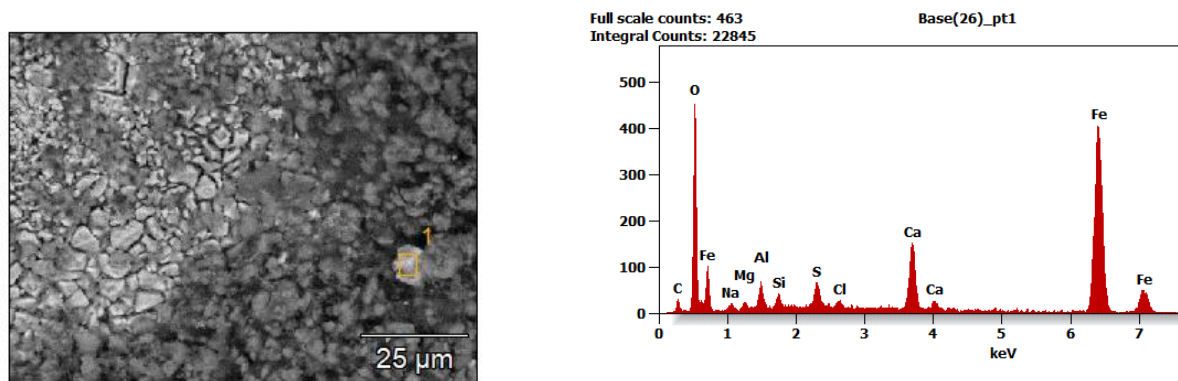 Full scale counts: 463
Base(26)_pt1
Integral Counts: 22845
1
25 µm
500
400
300
200
100
0
O
Fe
C
Fe
Na
Mg
Al
Si
S
Cl
Ca
Ca
Fe
0
1
2
3
4
5
6
7
keV